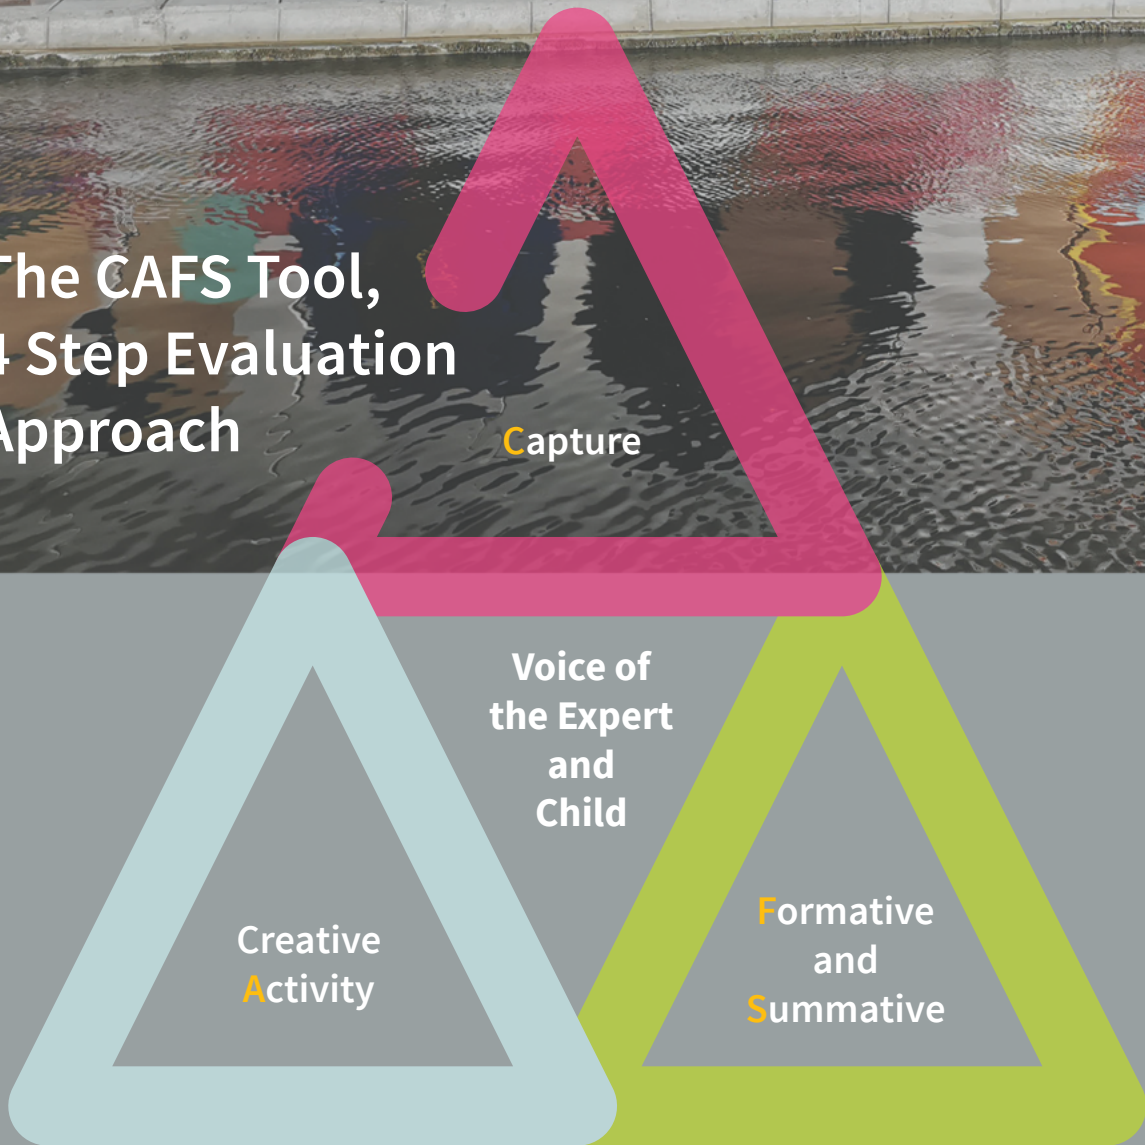 The CAFS Tool,
4 Step Evaluation
Approach
Capture
Voice of
the Expert
and
Child
Creative
Activity
Formative
and
Summative